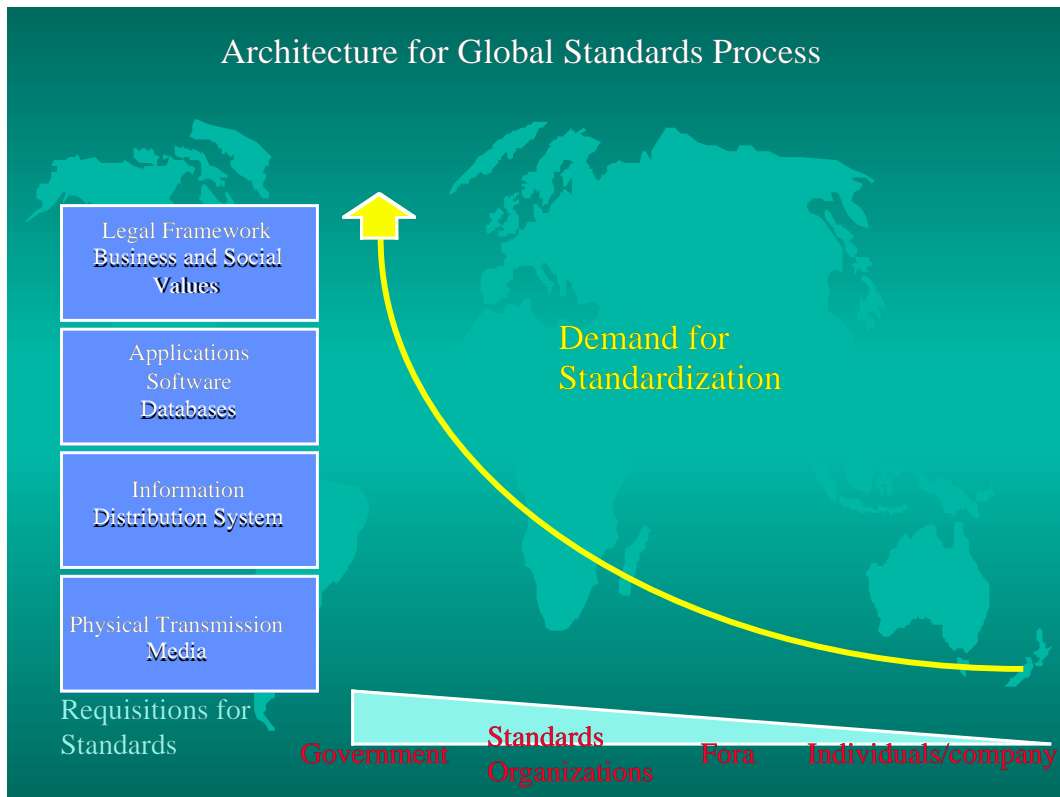 Architecture for Global Standards Process
Legal Framework
Business and Social
Values
Applications
Software
Databases
Information
Distribution System
Physical Transmission
Media
Requisitions for
Standards
Demand for
Standardization
Government
Standards
Organizations
Fora
Individuals/company